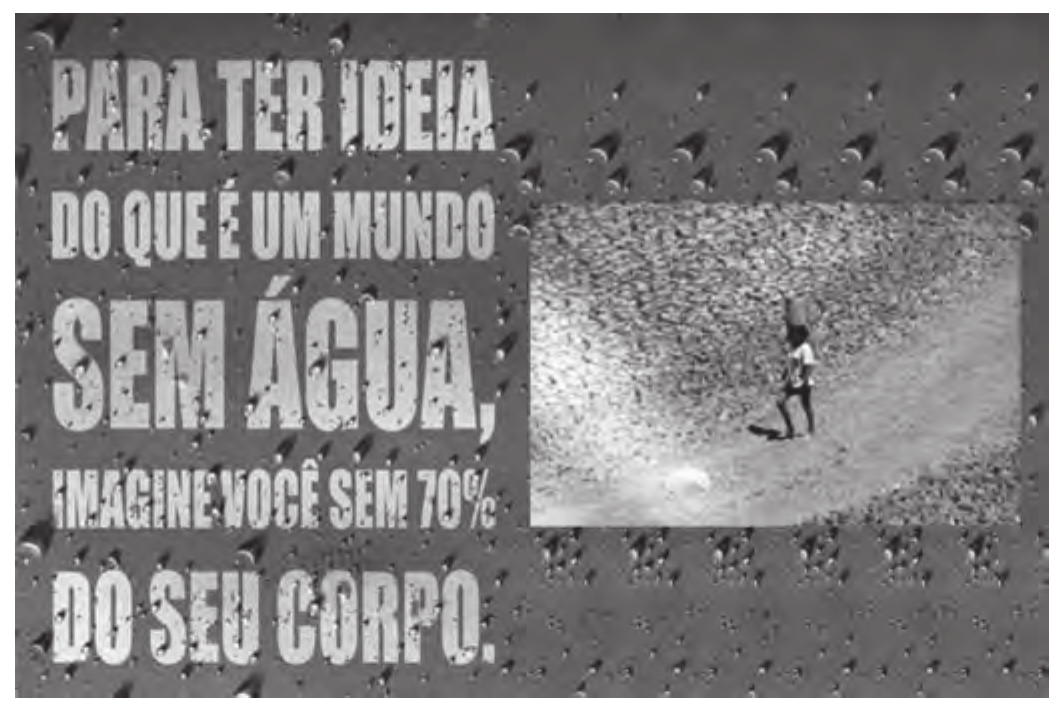 PARA TER IDEIA
DO QUE É UM MUNDO
SEM ÁGUA,
IMAGINE VOCÊ SEM 70%
DO SEU CORPO.